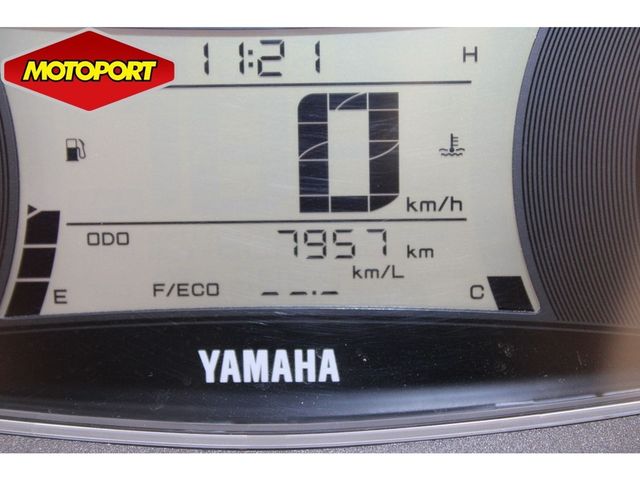 MOTOPORT
11:21 H
0 km/h
ODO 7957 km
km/L
E F/ECO --.- C
YAMAHA